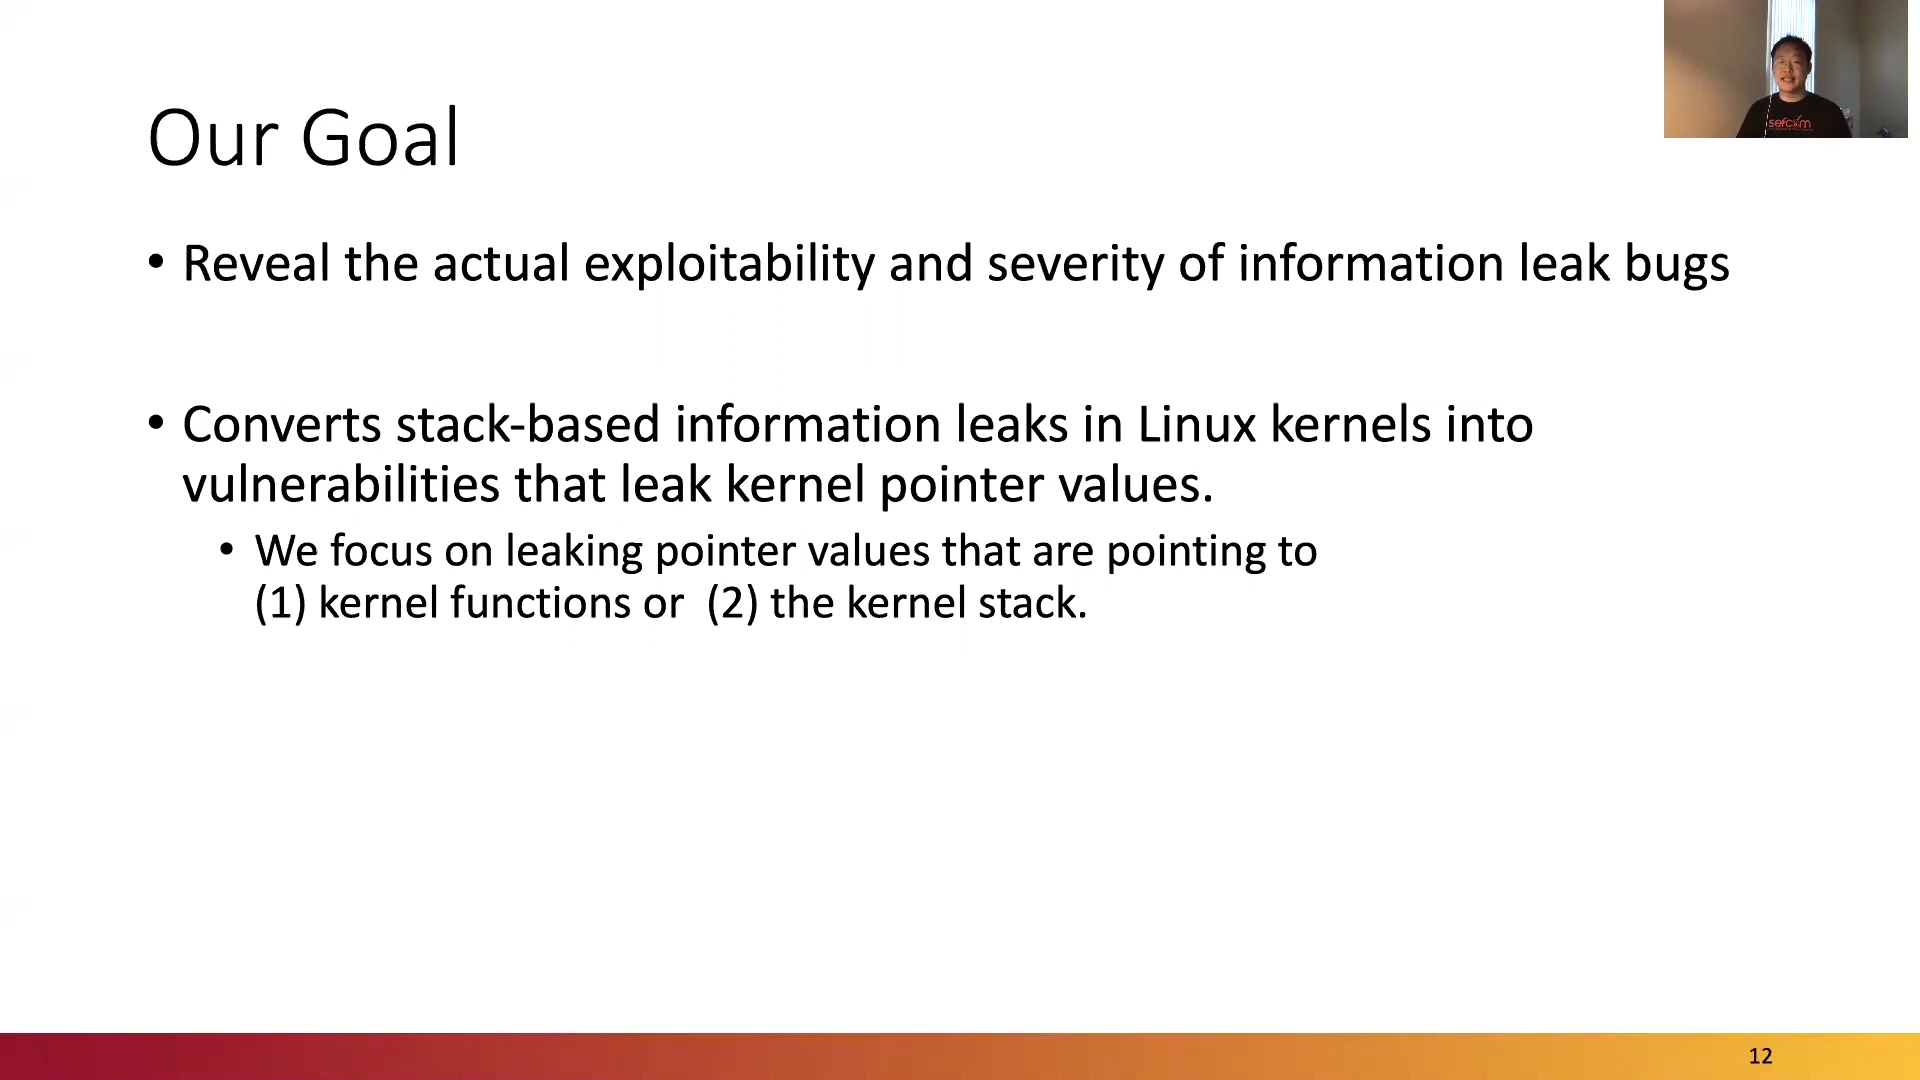 Our Goal
• Reveal the actual exploitability and severity of information leak bugs
• Converts stack-based information leaks in Linux kernels into
vulnerabilities that leak kernel pointer values.
• We focus on leaking pointer values that are pointing to
(1) kernel functions or (2) the kernel stack.
sefcom
12